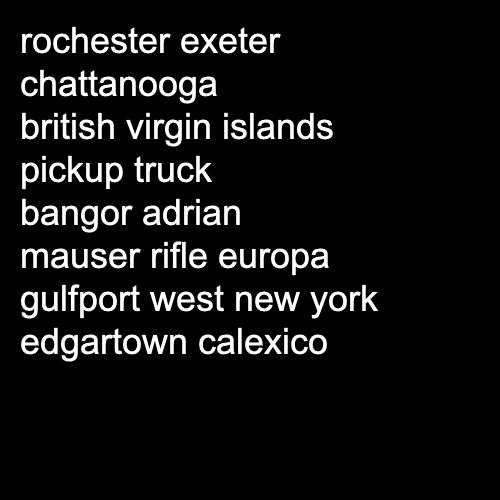 rochester exeter
chattanooga
british virgin islands
pickup truck
bangor adrian
mauser rifle europa
gulfport west new york
edgartown calexico